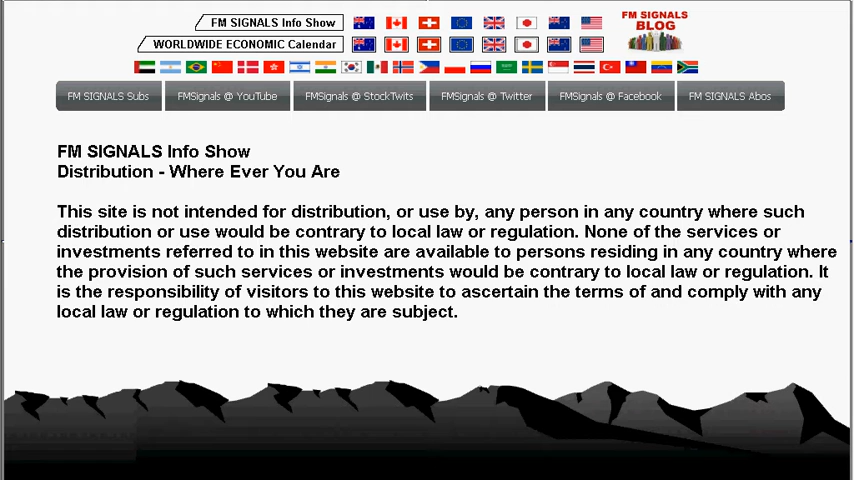 FM SIGNALS Info Show
FM SIGNALS
BLOG
WORLDWIDE ECONOMIC Calendar
FM SIGNALS Subs
FMSignals @ YouTube
FMSignals @ StockTwits
FMSignals @ Twitter
FMSignals @ Facebook
FM SIGNALS Abos
FM SIGNALS Info Show
Distribution - Where Ever You Are
This site is not intended for distribution, or use by, any person in any country where such
distribution or use would be contrary to local law or regulation. None of the services or
investments referred to in this website are available to persons residing in any country where
the provision of such services or investments would be contrary to local law or regulation. It
is the responsibility of visitors to this website to ascertain the terms of and comply with any
local law or regulation to which they are subject.